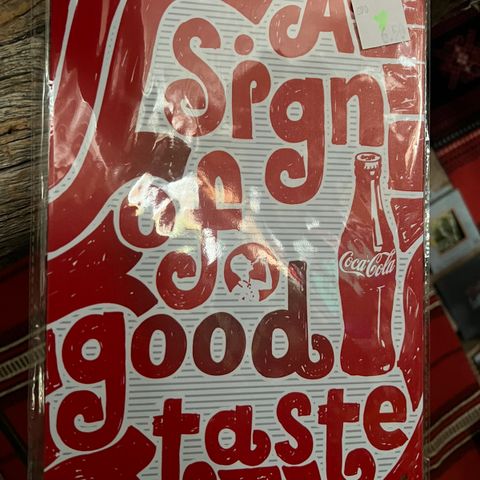 A
Sign
of
good
Coca-Cola
taste